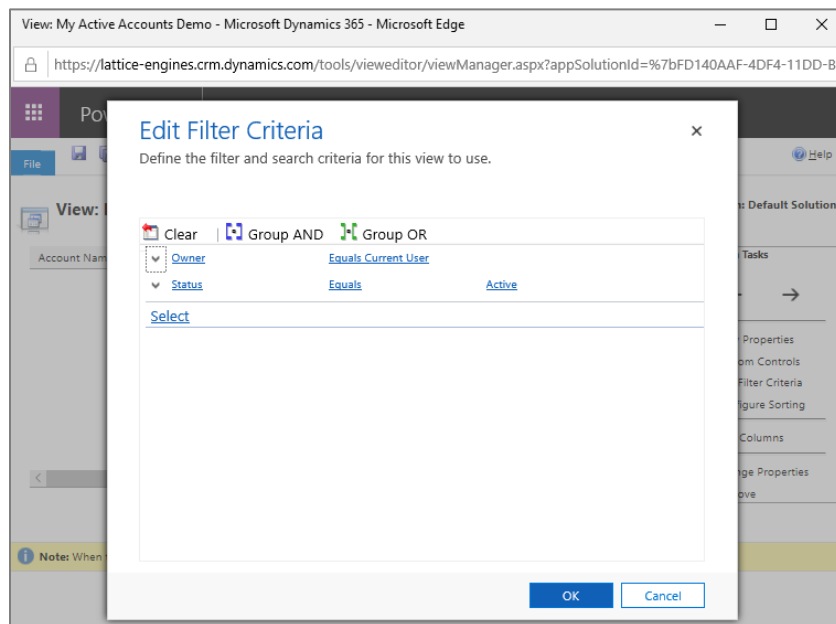 View: My Active Accounts Demo - Microsoft Dynamics 365 - Microsoft Edge
https://lattice-engines.crm.dynamics.com/tools/vieweditor/viewManager.aspx?appSolutionId=%7bFD140AAF-4DF4-11DD-B
Pov
Edit Filter Criteria
Define the filter and search criteria for this view to use.
File
Help
View:
: Default Solution
Clear | Group AND Group OR
Account Nam
Tasks
Owner Equals Current User
Status Equals Active
Select
Properties
om Controls
Filter Criteria
igure Sorting
Columns
ge Properties
ove
Note: When
OK Cancel